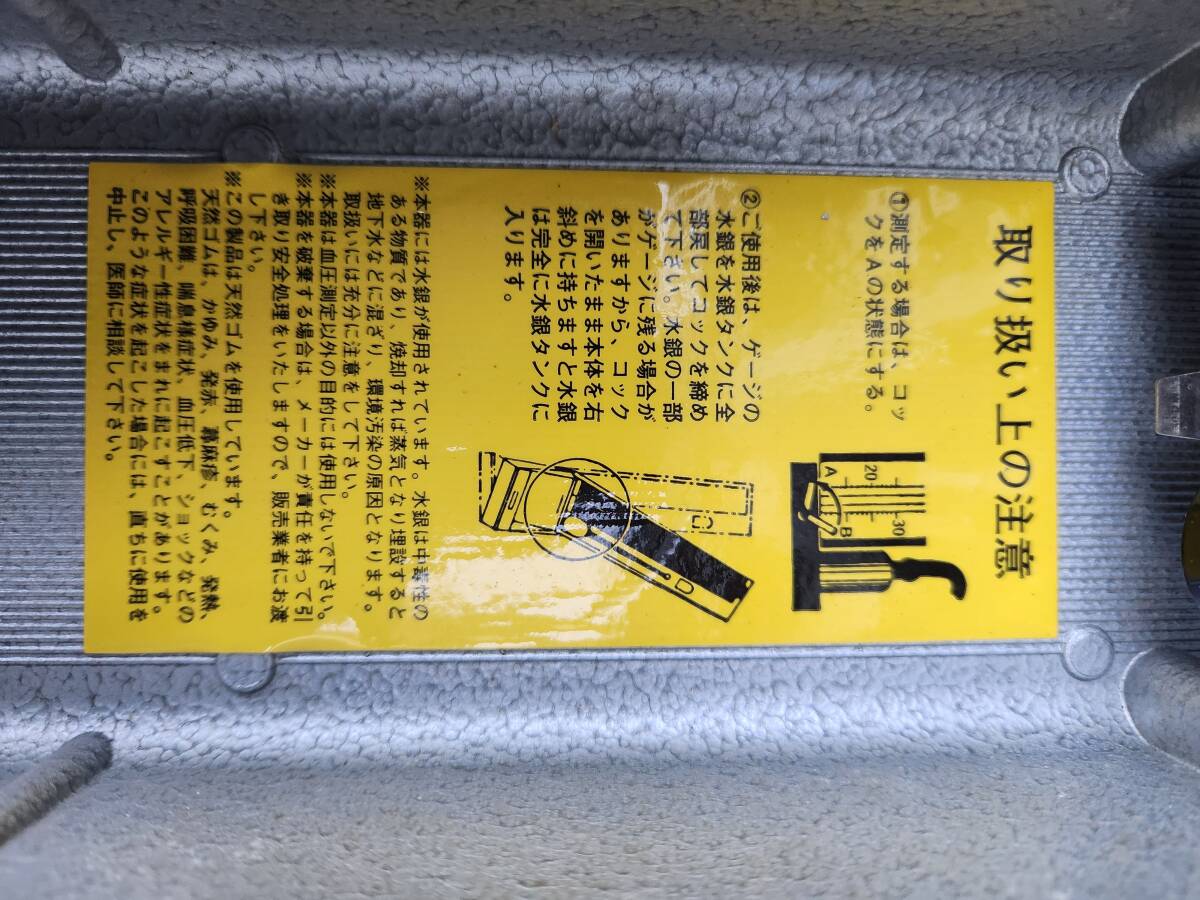 取り扱い上の注意
①測定する場合は、コッ
クをAの状態にする。
20
30
A
B
②ご使用後は、ゲージの
水銀を水銀タンクに全
部戻してコックを締め
て下さい。水銀の一部
がゲージに残る場合が
ありますから、コック
を開いたまま本体を右
斜めに持ちますと水銀
は完全に水銀タンクに
入ります。
※本器には水銀が使用されています。水銀は中毒性の
ある物質であり、焼却すれば蒸気となり埋設すると
地下水などに混ざり、環境汚染の原因となります。
取扱いには充分に注意をして下さい。
※本器は血圧測定以外の目的には使用しないで下さい。
※本器を破棄する場合は、メーカーが責任を持って引
き取り安全処理をいたしますので、販売業者にお渡
し下さい。
※この製品は天然ゴムを使用しています。
天然ゴムは、かゆみ、発赤、蕁麻疹、むくみ、発熱、
呼吸困難、喘息様症状、血圧低下、ショックなどの
アレルギー性症状をまれに起こすことがあります。
このような症状を起こした場合には、直ちに使用を
中止し、医師に相談して下さい。